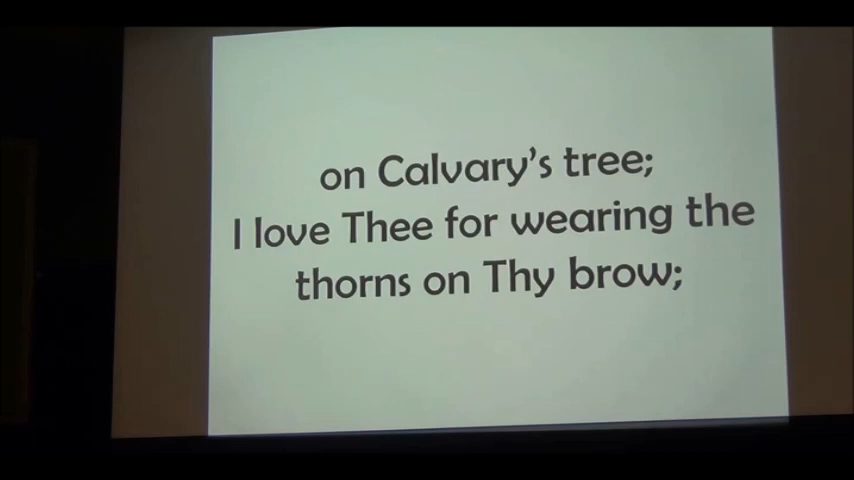 on Calvary’s tree;
I love Thee for wearing the
thorns on Thy brow;